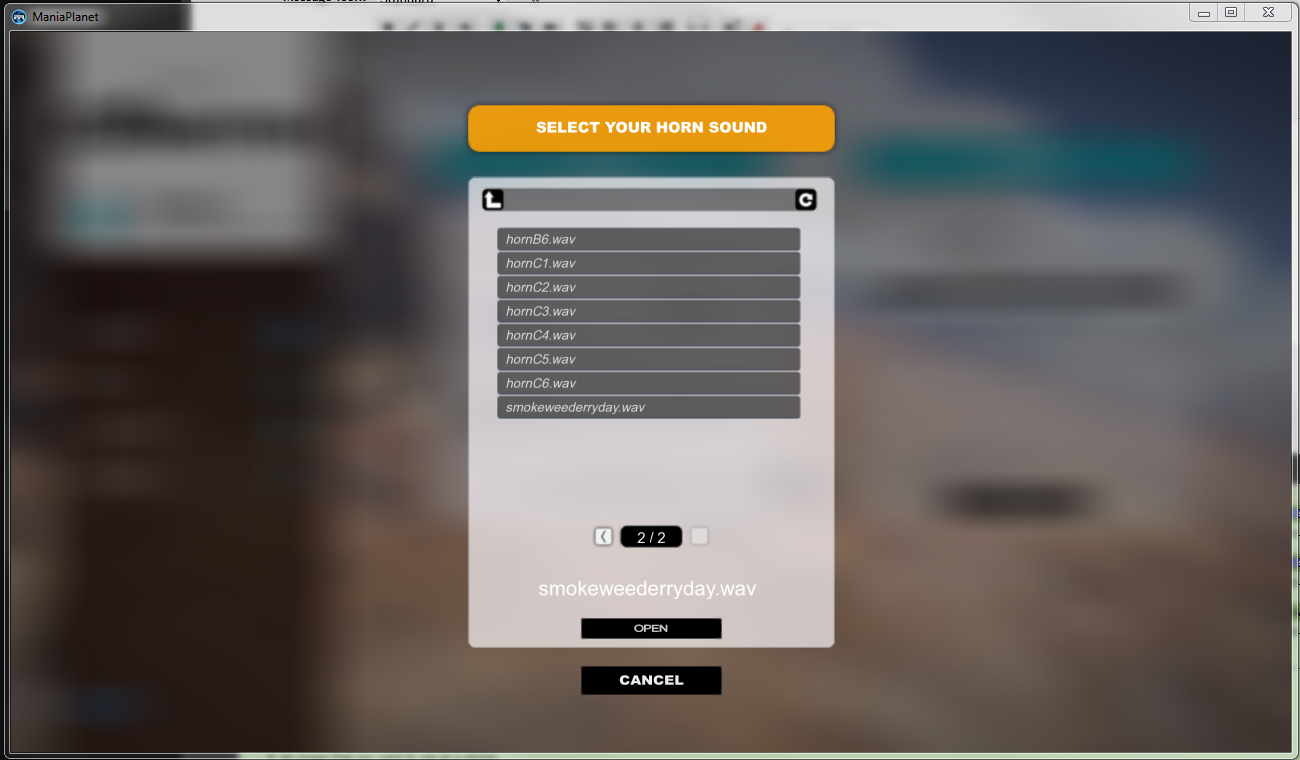 ManiaPlanet
SELECT YOUR HORN SOUND
hornB6.wav
hornC1.wav
hornC2.wav
hornC3.wav
hornC4.wav
hornC5.wav
hornC6.wav
smokeweederryday.wav
2 / 2
smokeweederryday.wav
OPEN
CANCEL